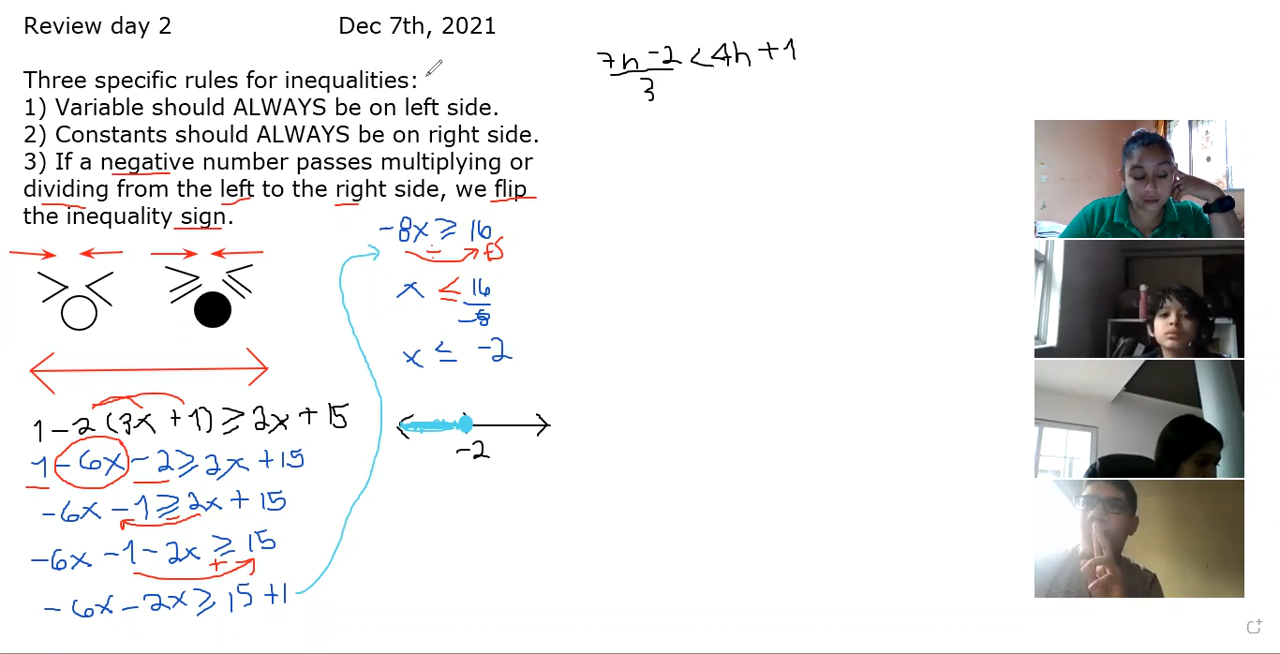 Review day 2 Dec 7th, 2021
Three specific rules for inequalities:
1) Variable should ALWAYS be on left side.
2) Constants should ALWAYS be on right side.
3) If a negative number passes multiplying or
dividing from the left to the right side, we flip
the inequality sign.
> < ≥ ≤
1-2(3x+1)≥2x+15
1-6x-2≥2x+15
-6x-1≥2x+15
-6x-1-2x≥15
+
-6x-2x≥15+1
-8x≥16
÷ FS
x≤16
-8
x≤-2
-2
7h-2<4h+1
3